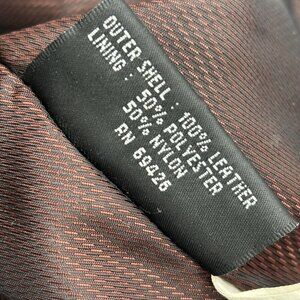 OUTER SHELL : 100% LEATHER
LINING : 50% POLYESTER
50% NYLON
RN 69426